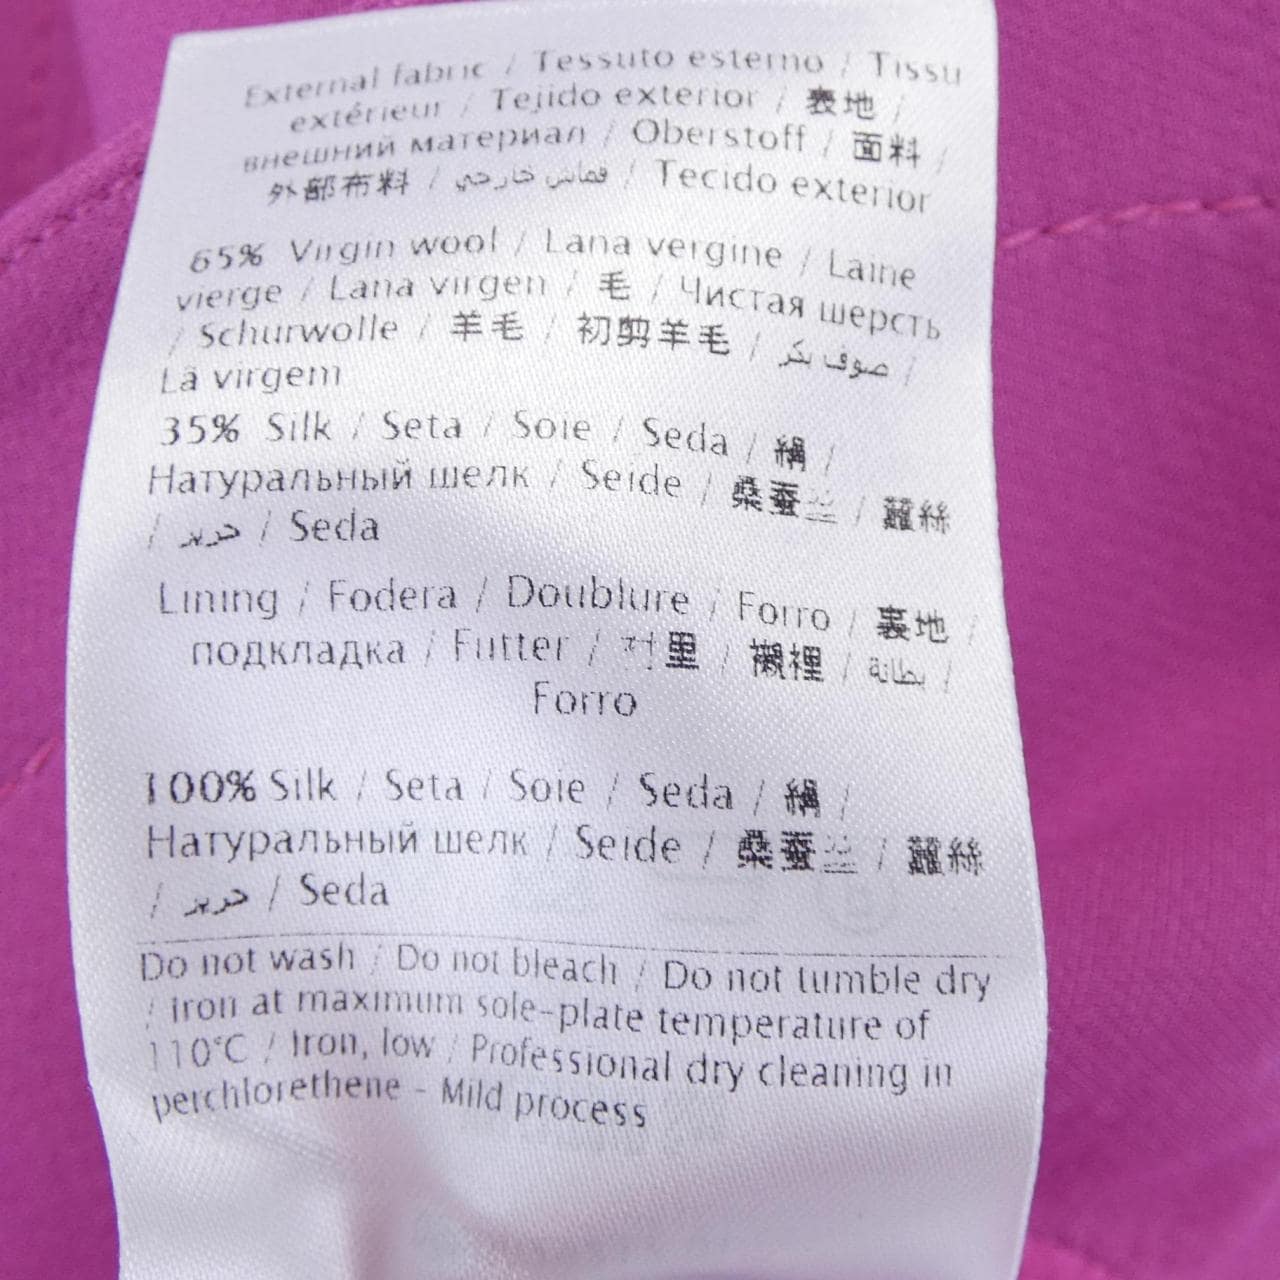 External fabric / Tessuto esterno / Tissu
extérieur / Tejido exterior / 表地 /
внешний материал / Oberstoff / 面料 /
外部布料 / قماش خارجي / Tecido exterior
65% Virgin wool / Lana vergine / Laine
vierge / Lana virgen / 毛 / Чистая шерсть
/ Schurwolle / 羊毛 / 初剪羊毛 / صوف بكر /
Lã virgem
35% Silk / Seta / Soie / Seda / 絹 /
Натуральный шелк / Seide / 桑蚕丝 / 蠶絲
/ حرير / Seda
Lining / Fodera / Doublure / Forro / 裏地 /
подкладка / Futter / 衬里 / 襯裡 / بطانة /
Forro
100% Silk / Seta / Soie / Seda / 絹 /
Натуральный шелк / Seide / 桑蚕丝 / 蠶絲
/ حرير / Seda
Do not wash / Do not bleach / Do not tumble dry
/ Iron at maximum sole-plate temperature of
110°C / Iron, low / Professional dry cleaning in
perchlorethene - Mild process